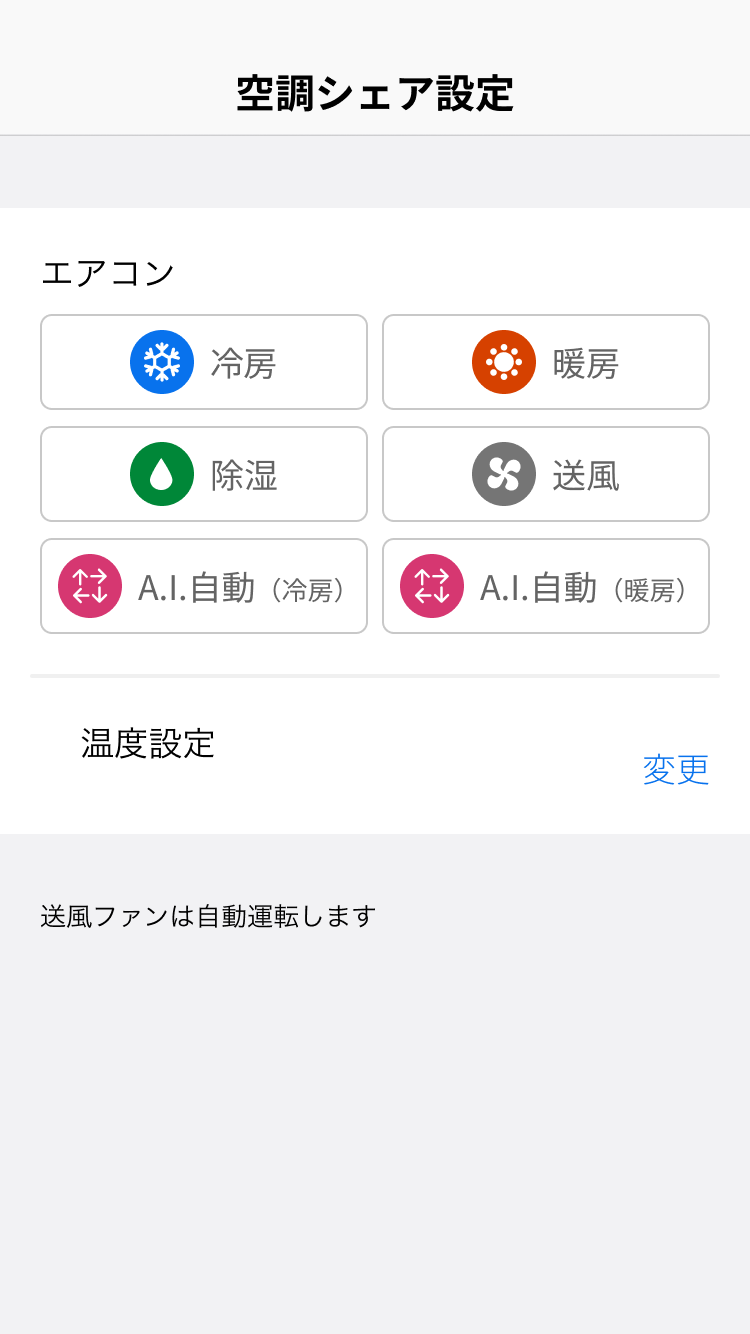 空調シェア設定
エアコン
冷房
暖房
除湿
送風
A.I.自動（冷房）
A.I.自動（暖房）
温度設定
変更
送風ファンは自動運転します